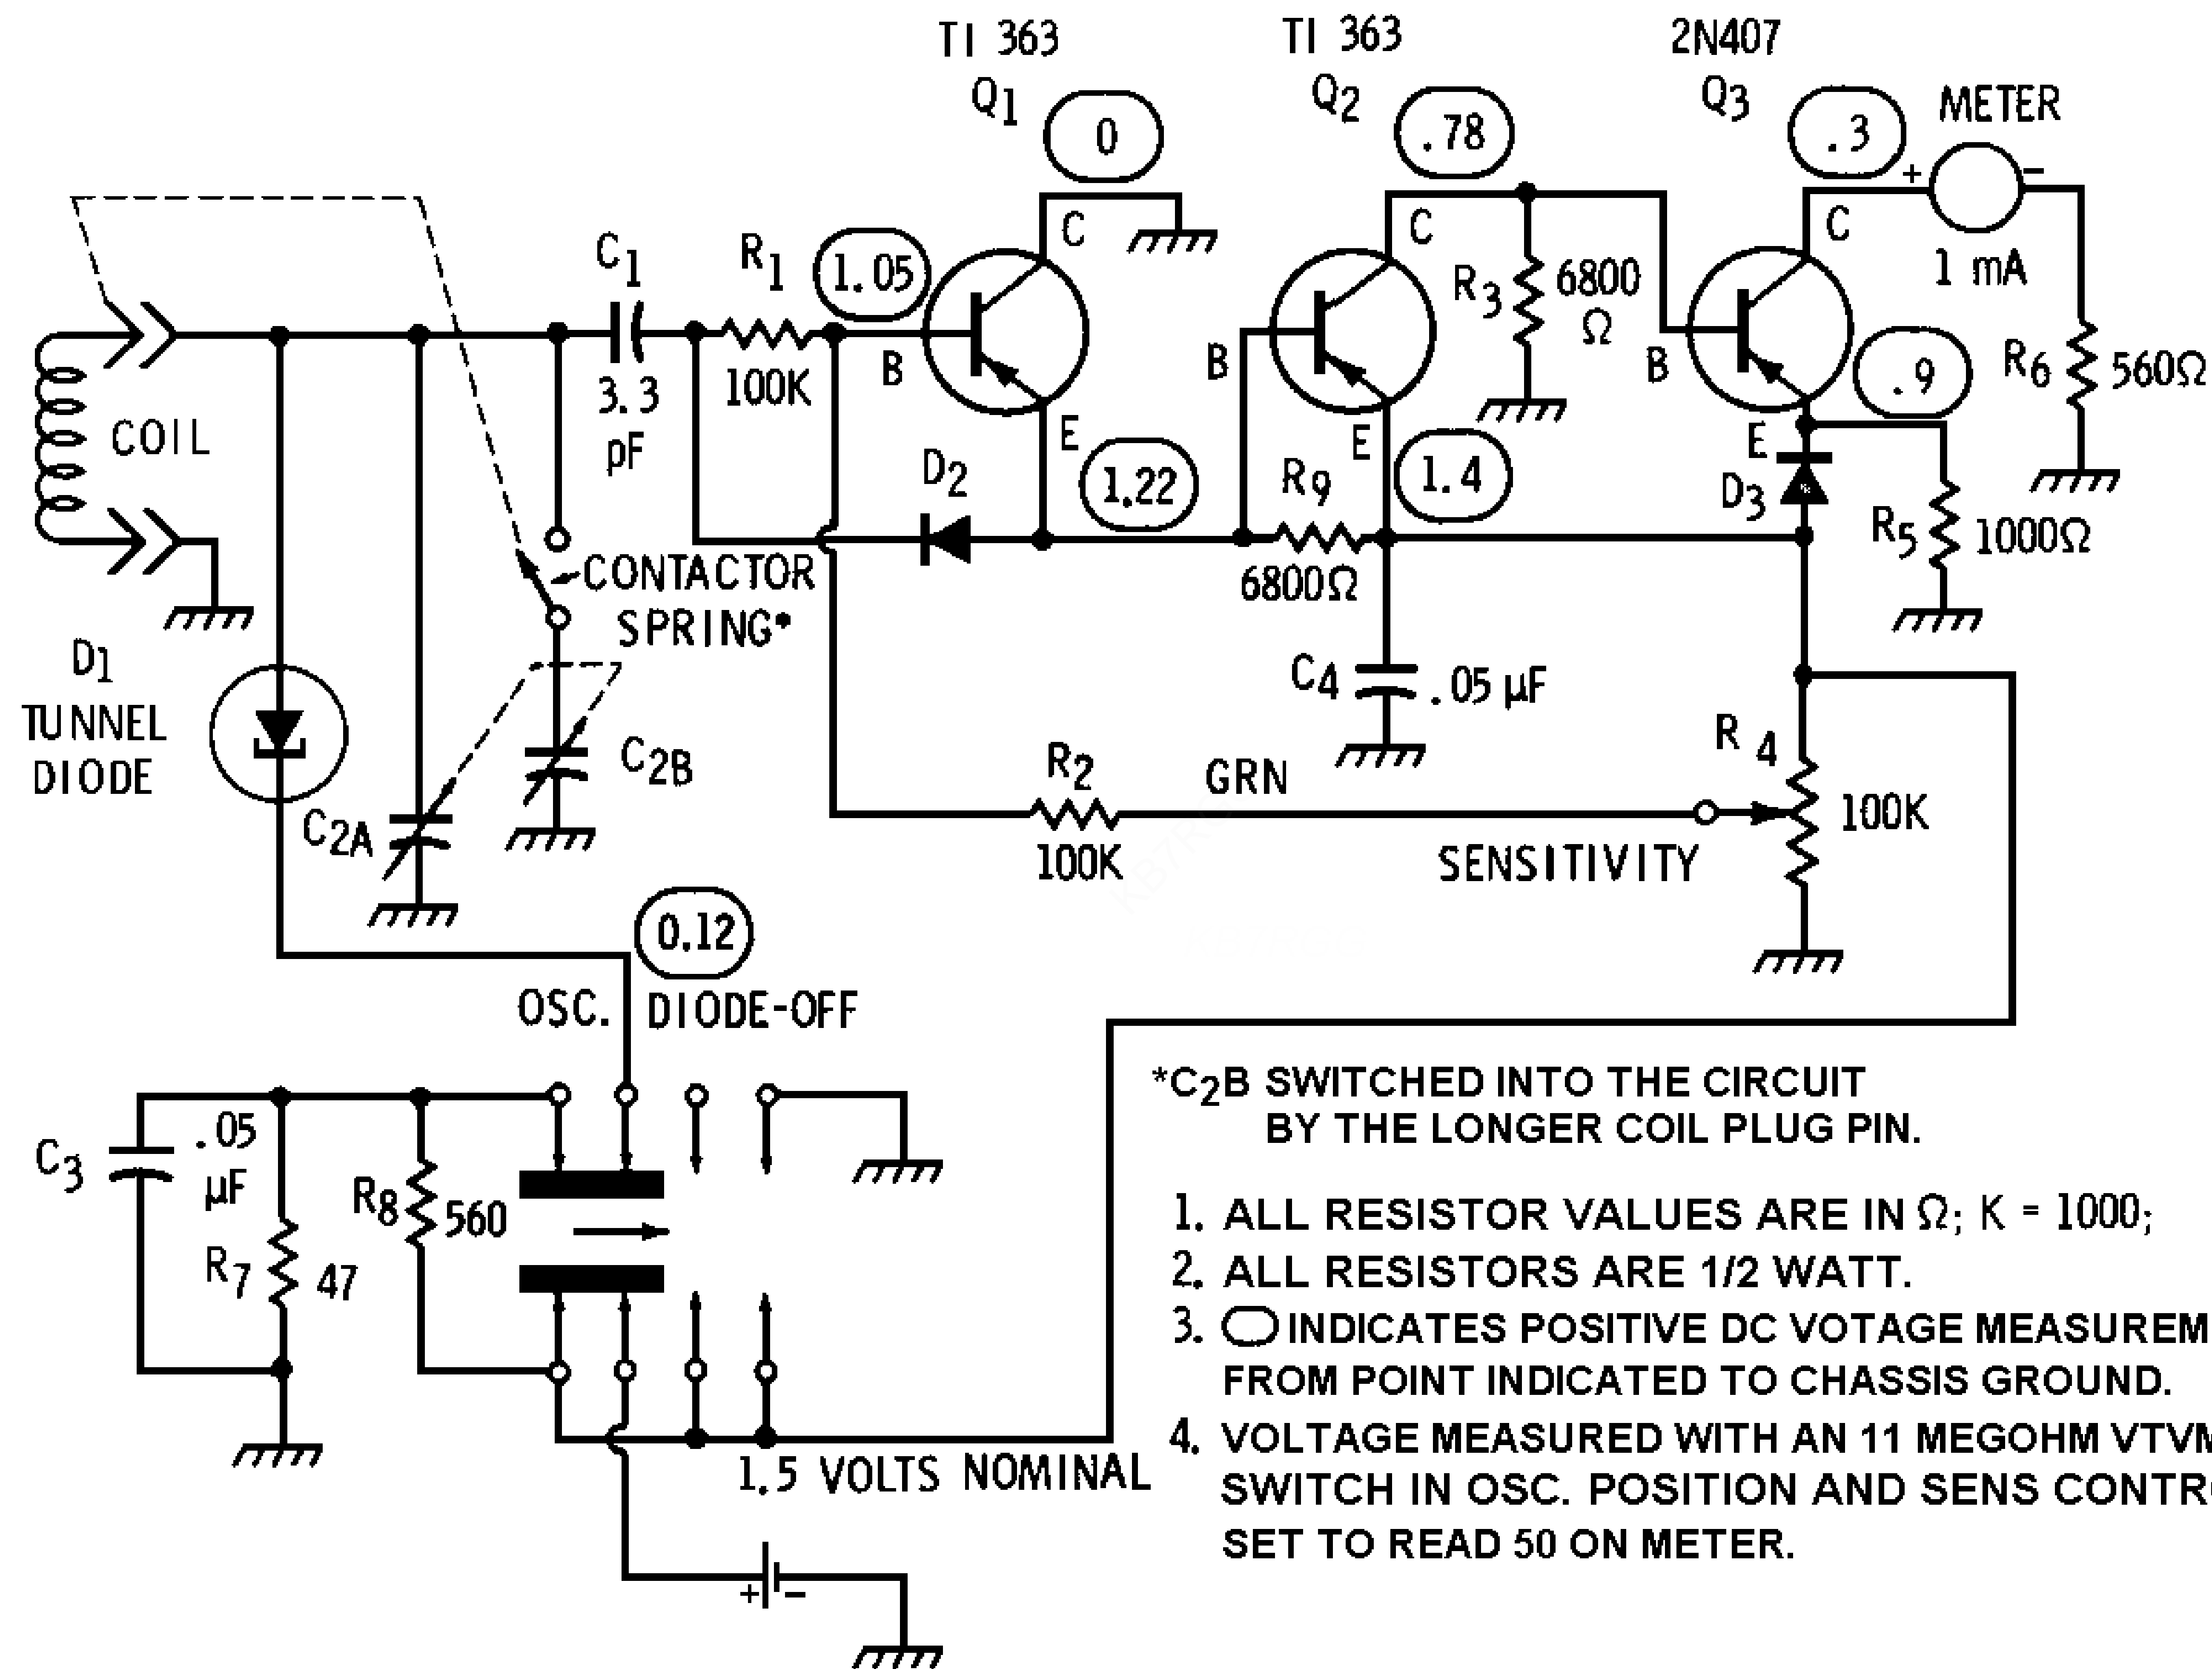 TI 363
Q1
0
TI 363
Q2
.78
2N407
Q3
.3
METER
+
-
1 mA
C
C
C
C1
3.3
pF
R1
100K
1.05
B
E
1.22
B
E
1.4
R3
6800
Ω
B
E
.9
R6
560Ω
COIL
D2
R9
6800Ω
D3
R5
1000Ω
CONTACTOR
SPRING*
D1
TUNNEL
DIODE
C2A
C2B
C4
.05 µF
R2
100K
GRN
R4
100K
SENSITIVITY
0.12
OSC. DIODE-OFF
C3
.05
µF
R7
47
R8
560
1.5 VOLTS NOMINAL
+
-
*C2B SWITCHED INTO THE CIRCUIT
BY THE LONGER COIL PLUG PIN.
1. ALL RESISTOR VALUES ARE IN Ω; K = 1000;
2. ALL RESISTORS ARE 1/2 WATT.
3. INDICATES POSITIVE DC VOTAGE MEASUREM
FROM POINT INDICATED TO CHASSIS GROUND.
4. VOLTAGE MEASURED WITH AN 11 MEGOHM VTVM
SWITCH IN OSC. POSITION AND SENS CONTR
SET TO READ 50 ON METER.